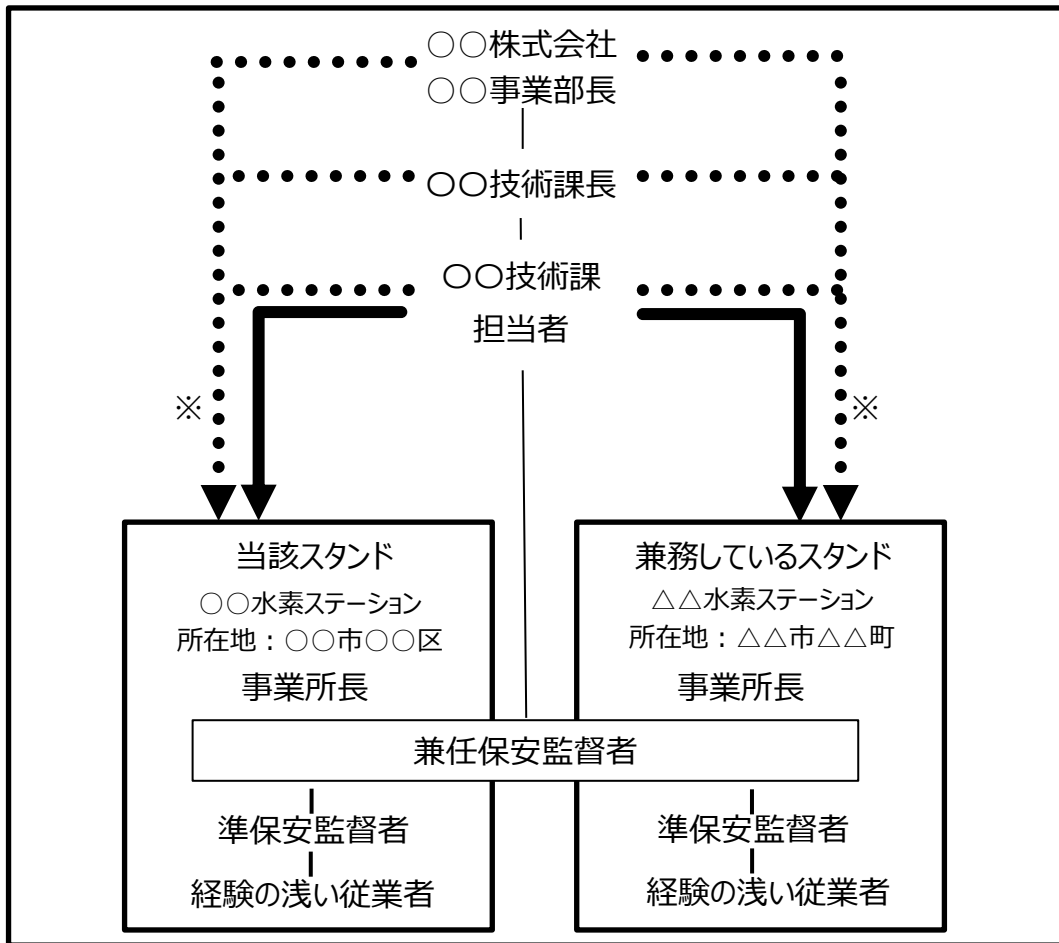 ○○株式会社
○○事業部長
〇〇技術課長
〇〇技術課
担当者
※
※
当該スタンド
○○水素ステーション
所在地：○○市○○区
事業所長
兼務しているスタンド
△△水素ステーション
所在地：△△市△△町
事業所長
兼任保安監督者
準保安監督者
経験の浅い従業者
準保安監督者
経験の浅い従業者